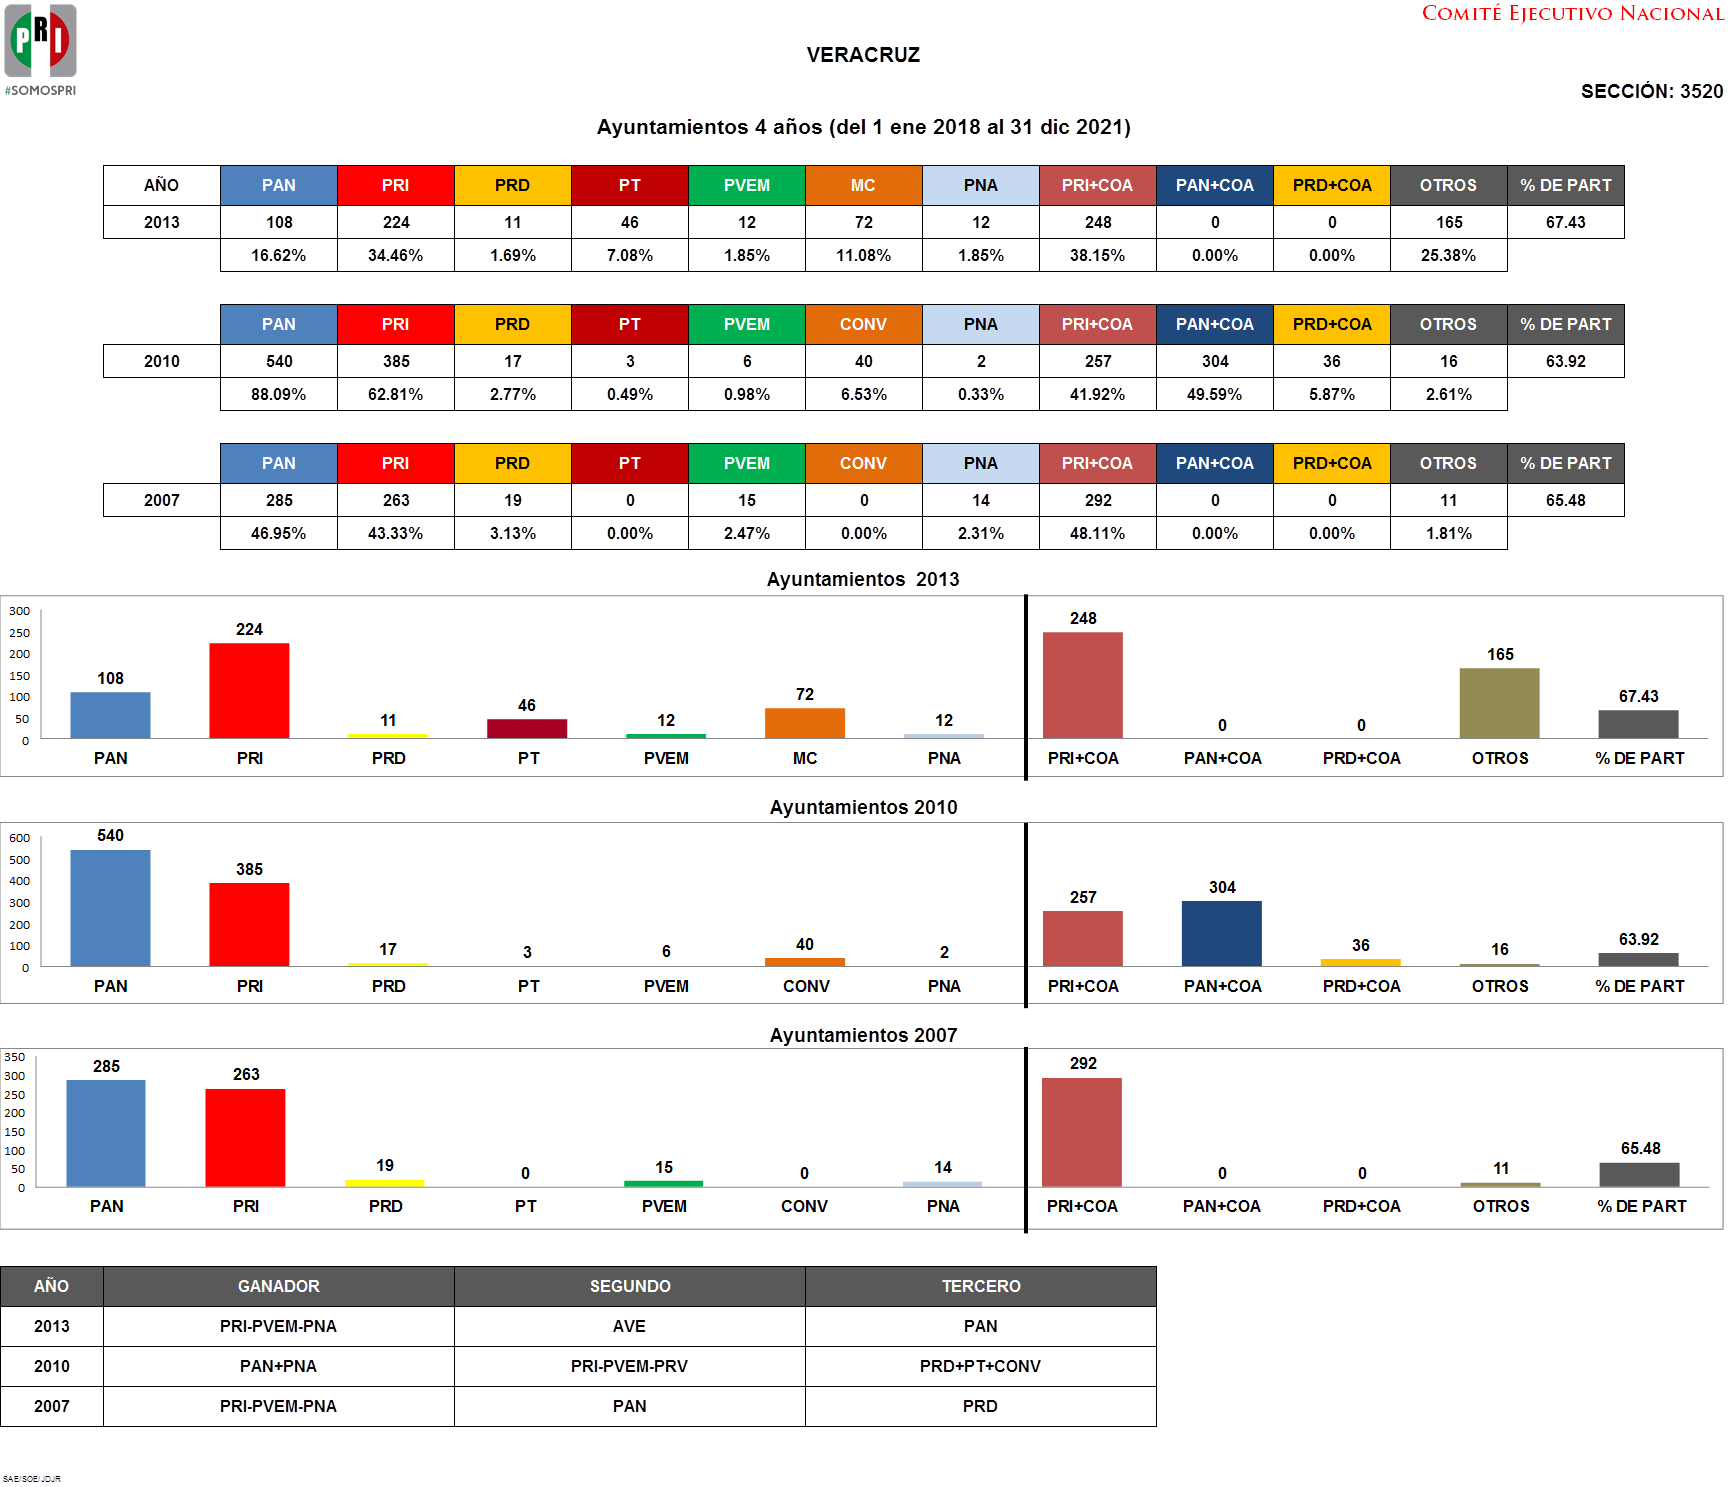 COMITÉ EJECUTIVO NACIONAL
PRI
#SOMOSPRI
VERACRUZ
SECCIÓN: 3520
Ayuntamientos 4 años (del 1 ene 2018 al 31 dic 2021)
AÑO PAN PRI PRD PT PVEM MC PNA PRI+COA PAN+COA PRD+COA OTROS % DE PART
2013 108 224 11 46 12 72 12 248 0 0 165 67.43
16.62% 34.46% 1.69% 7.08% 1.85% 11.08% 1.85% 38.15% 0.00% 0.00% 25.38%
PAN PRI PRD PT PVEM CONV PNA PRI+COA PAN+COA PRD+COA OTROS % DE PART
2010 540 385 17 3 6 40 2 257 304 36 16 63.92
88.09% 62.81% 2.77% 0.49% 0.98% 6.53% 0.33% 41.92% 49.59% 5.87% 2.61%
PAN PRI PRD PT PVEM CONV PNA PRI+COA PAN+COA PRD+COA OTROS % DE PART
2007 285 263 19 0 15 0 14 292 0 0 11 65.48
46.95% 43.33% 3.13% 0.00% 2.47% 0.00% 2.31% 48.11% 0.00% 0.00% 1.81%
Ayuntamientos 2013
300
250
200
150
100
50
0
108 224 11 46 12 72 12 248 0 0 165 67.43
PAN PRI PRD PT PVEM MC PNA PRI+COA PAN+COA PRD+COA OTROS % DE PART
Ayuntamientos 2010
600
500
400
300
200
100
0
540 385 17 3 6 40 2 257 304 36 16 63.92
PAN PRI PRD PT PVEM CONV PNA PRI+COA PAN+COA PRD+COA OTROS % DE PART
Ayuntamientos 2007
350
300
250
200
150
100
50
0
285 263 19 0 15 0 14 292 0 0 11 65.48
PAN PRI PRD PT PVEM CONV PNA PRI+COA PAN+COA PRD+COA OTROS % DE PART
AÑO GANADOR SEGUNDO TERCERO
2013 PRI-PVEM-PNA AVE PAN
2010 PAN+PNA PRI-PVEM-PRV PRD+PT+CONV
2007 PRI-PVEM-PNA PAN PRD
SAE/SOE/JDJR